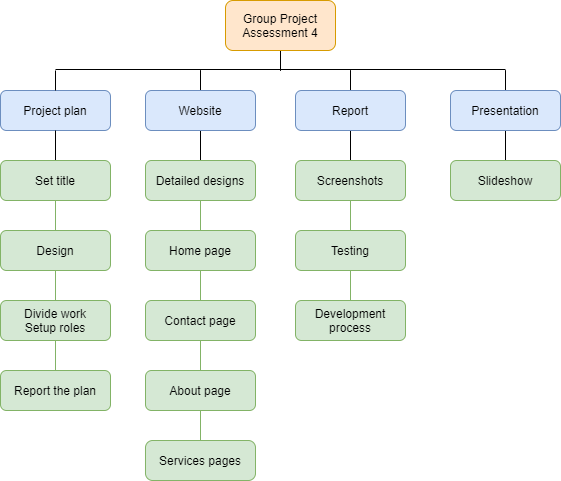 Group Project
Assessment 4
Project plan
Website
Report
Presentation
Set title
Detailed designs
Screenshots
Slideshow
Design
Home page
Testing
Divide work
Setup roles
Contact page
Development
process
Report the plan
About page
Services pages